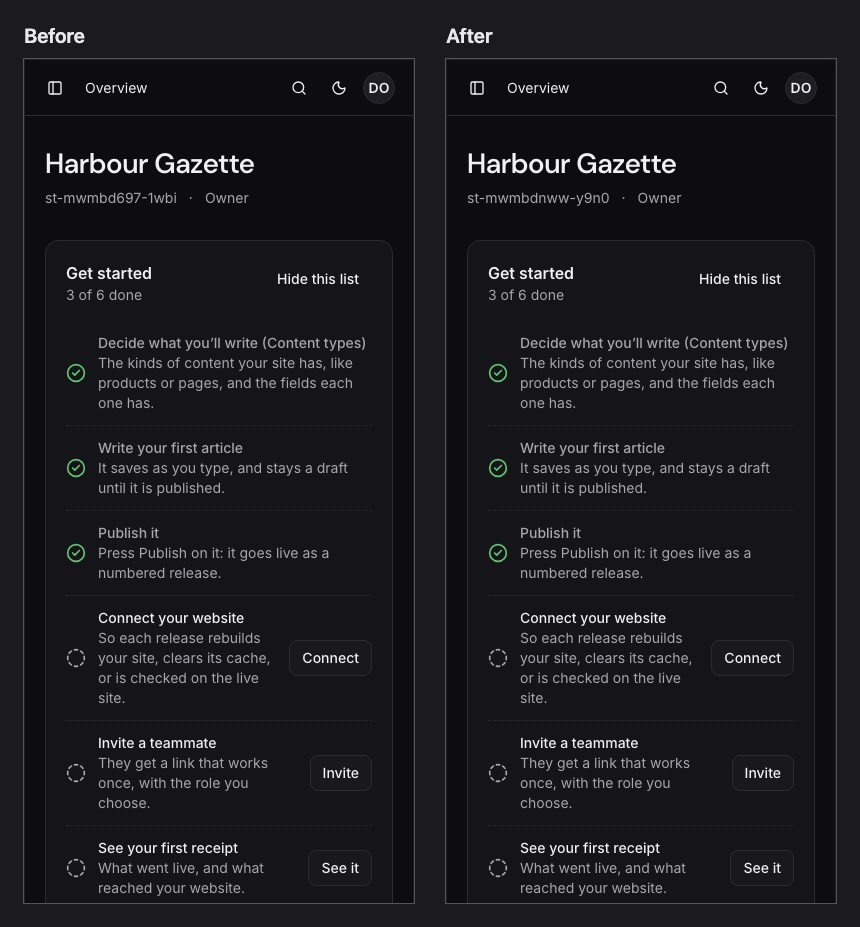 Before
Overview
DO
Harbour Gazette
st-mwmbd697-1wbi · Owner
Get started
3 of 6 done
Hide this list
Decide what you’ll write (Content types)
The kinds of content your site has, like
products or pages, and the fields each
one has.
Write your first article
It saves as you type, and stays a draft
until it is published.
Publish it
Press Publish on it: it goes live as a
numbered release.
Connect your website
So each release rebuilds
your site, clears its cache,
or is checked on the live
site.
Connect
Invite a teammate
They get a link that works
once, with the role you
choose.
Invite
See your first receipt
What went live, and what
reached your website.
See it
After
Overview
DO
Harbour Gazette
st-mwmbdnww-y9n0 · Owner
Get started
3 of 6 done
Hide this list
Decide what you’ll write (Content types)
The kinds of content your site has, like
products or pages, and the fields each
one has.
Write your first article
It saves as you type, and stays a draft
until it is published.
Publish it
Press Publish on it: it goes live as a
numbered release.
Connect your website
So each release rebuilds
your site, clears its cache,
or is checked on the live
site.
Connect
Invite a teammate
They get a link that works
once, with the role you
choose.
Invite
See your first receipt
What went live, and what
reached your website.
See it